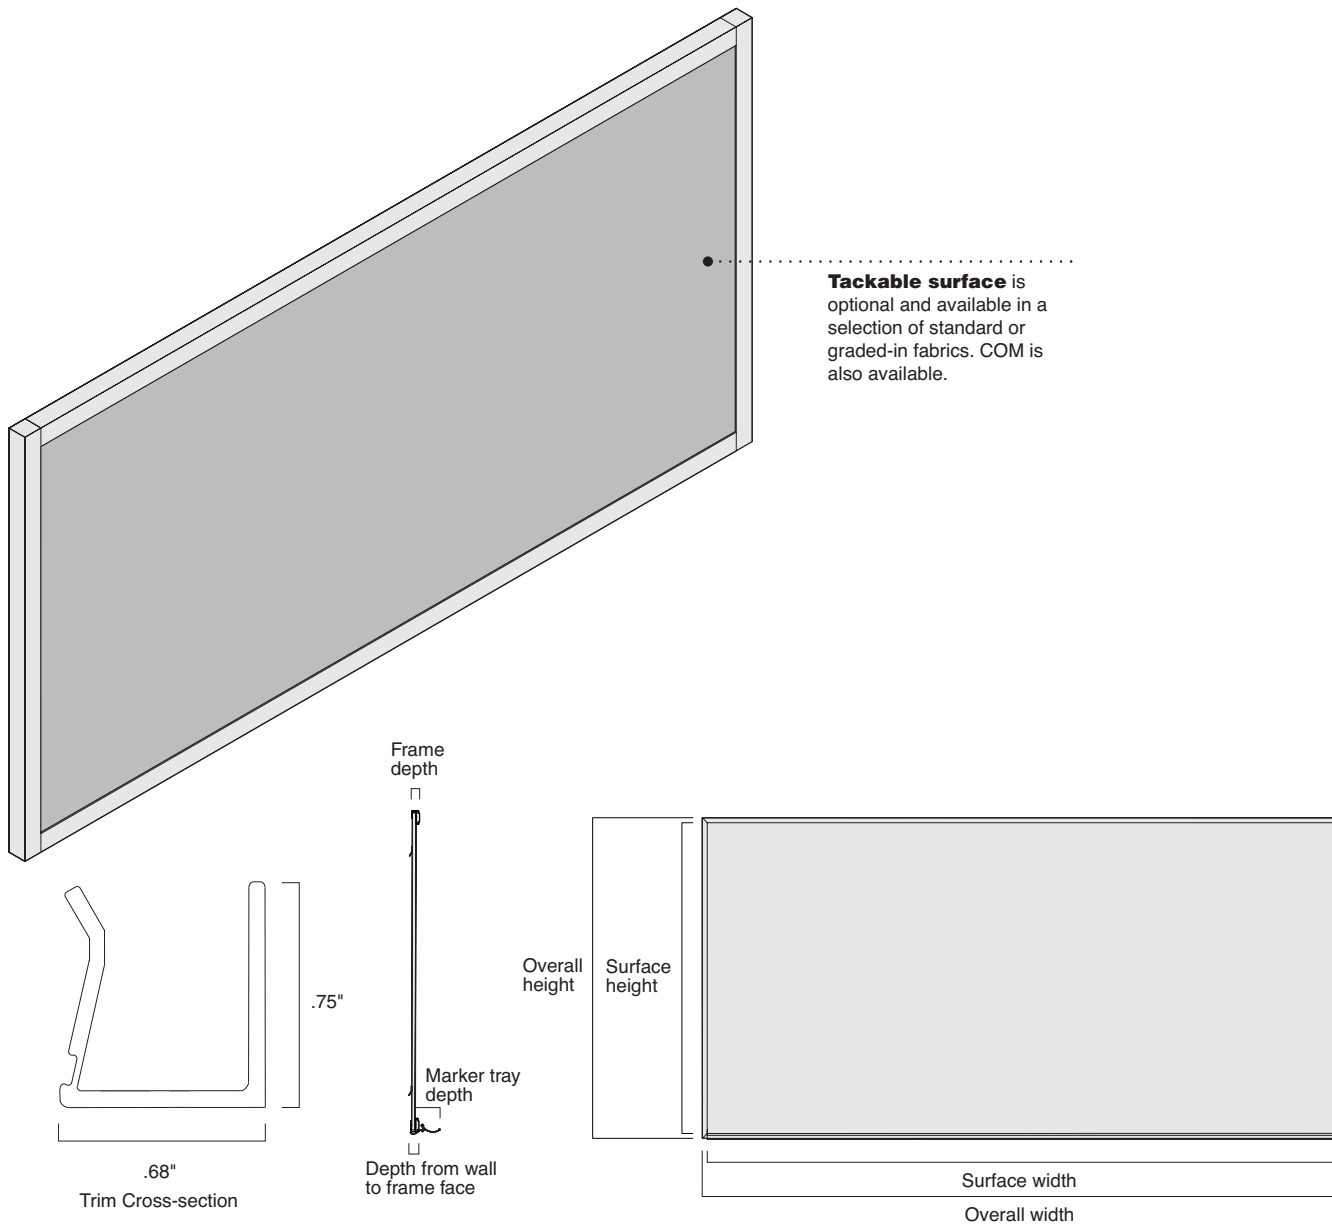 Tackable surface is
optional and available in a
selection of standard or
graded-in fabrics. COM is
also available.
Frame
depth
Overall
height
Surface
height
.75"
Marker tray
depth
.68"
Trim Cross-section
Depth from wall
to frame face
Surface width
Overall width